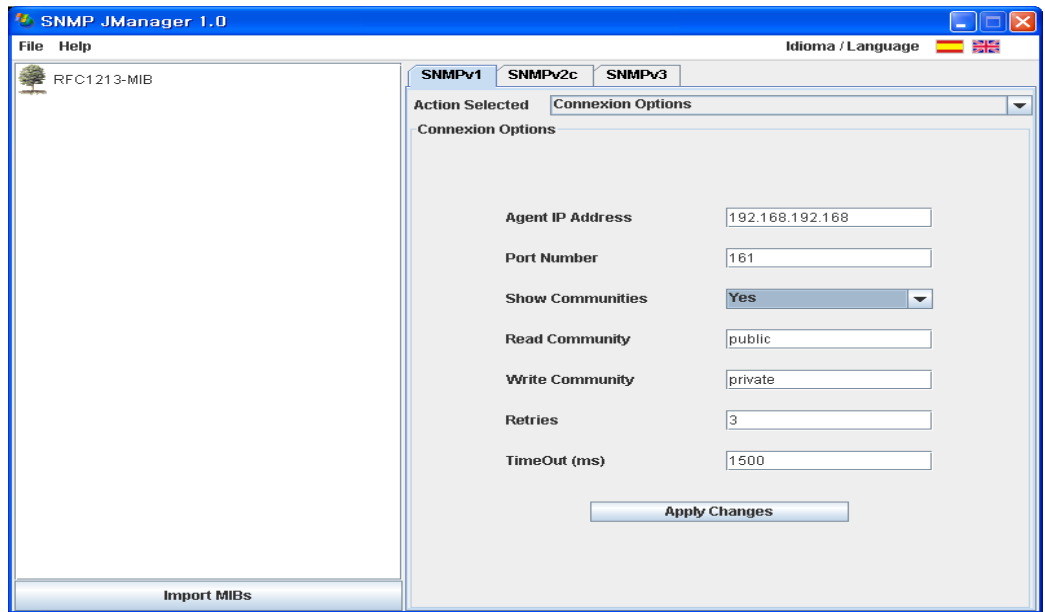 SNMP JManager 1.0
File Help Idioma / Language
RFC1213-MIB
SNMPv1 SNMPv2c SNMPv3
Action Selected Connexion Options
Connexion Options
Agent IP Address 192.168.192.168
Port Number 161
Show Communities Yes
Read Community public
Write Community private
Retries 3
TimeOut (ms) 1500
Apply Changes
Import MIBs